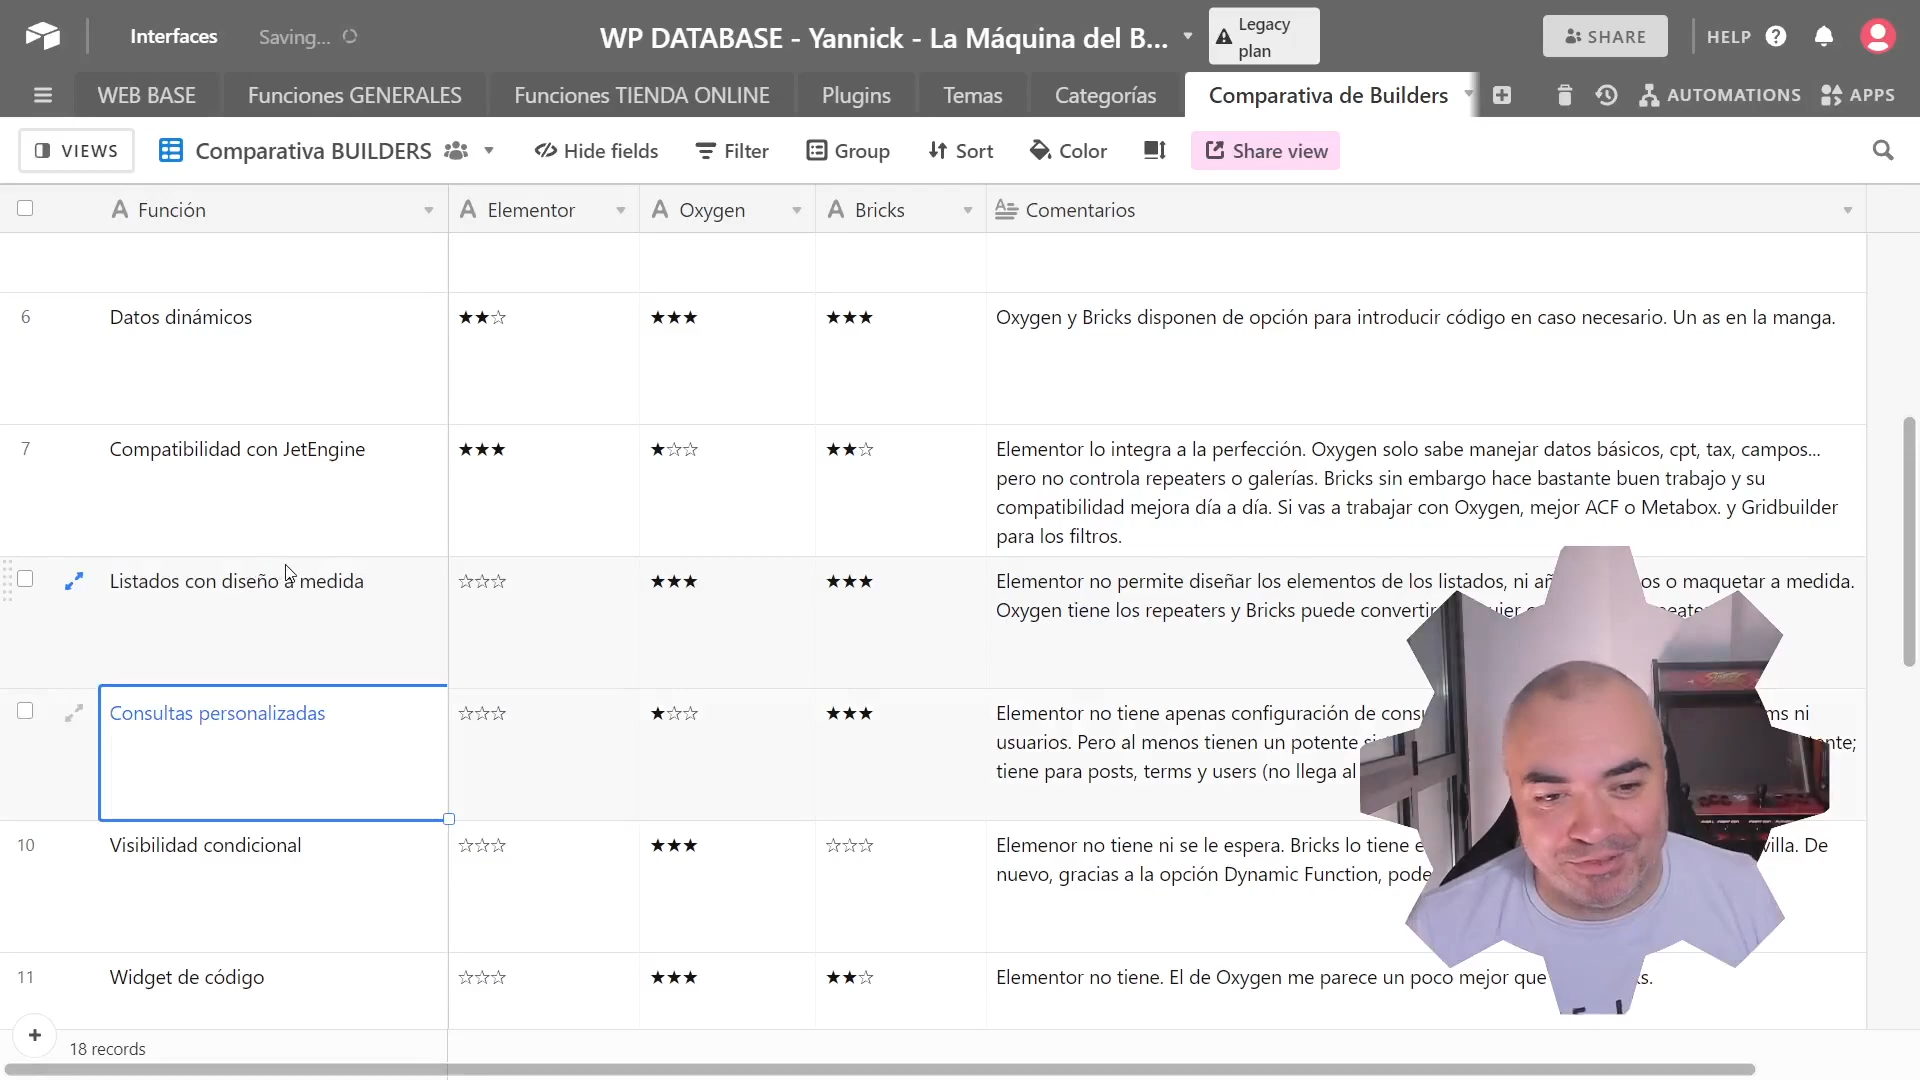 Interfaces
Saving...
WP DATABASE - Yannick - La Máquina del B...
Legacy
plan
SHARE
HELP
WEB BASE
Funciones GENERALES
Funciones TIENDA ONLINE
Plugins
Temas
Categorías
Comparativa de Builders
AUTOMATIONS
APPS
VIEWS
Comparativa BUILDERS
Hide fields
Filter
Group
Sort
Color
Share view
Función
Elementor
Oxygen
Bricks
Comentarios
6
Datos dinámicos
★★☆
★★★
★★★
Oxygen y Bricks disponen de opción para introducir código en caso necesario. Un as en la manga.
7
Compatibilidad con JetEngine
★★★
★☆☆
★★☆
Elementor lo integra a la perfección. Oxygen solo sabe manejar datos básicos, cpt, tax, campos...
pero no controla repeaters o galerías. Bricks sin embargo hace bastante buen trabajo y su
compatibilidad mejora día a día. Si vas a trabajar con Oxygen, mejor ACF o Metabox. y Gridbuilder
para los filtros.
Listados con diseño a medida
☆☆☆
★★★
★★★
Elementor no permite diseñar los elementos de los listados, ni o maquetar a medida.
Oxygen tiene los repeaters y Bricks puede
Consultas personalizadas
☆☆☆
★☆☆
★★★
Elementor no tiene apenas configuración de ni
usuarios. Pero al menos tienen un potente
tiene para posts, terms y users (no llega al
10
Visibilidad condicional
☆☆☆
★★★
☆☆☆
Elemenor no tiene ni se le espera. Bricks lo tiene De
nuevo, gracias a la opción Dynamic Function,
11
Widget de código
☆☆☆
★★★
★★☆
Elementor no tiene. El de Oxygen me parece un poco mejor que
18 records